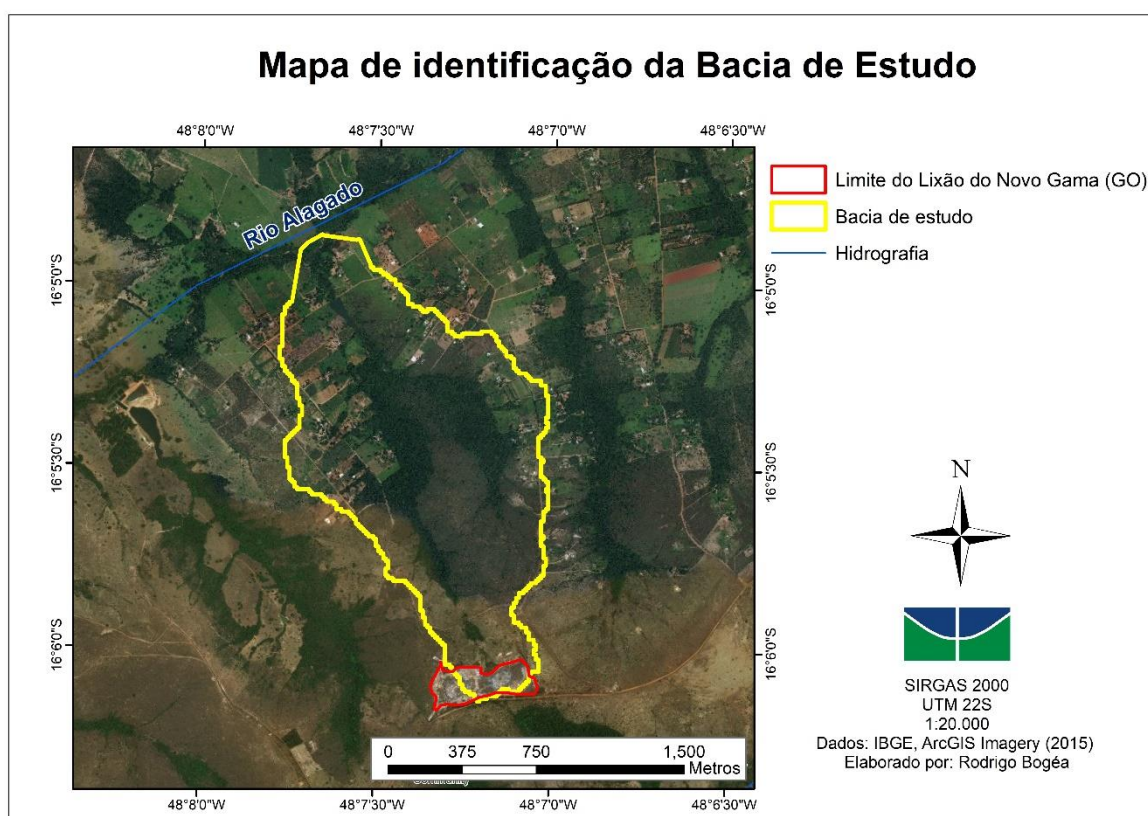 Mapa de identificação da Bacia de Estudo
48°8'0"W
48°7'30"W
48°7'0"W
48°6'30"W
Rio Alagado
Limite do Lixão do Novo Gama (GO)
Bacia de estudo
Hidrografia
16°5'0"S
16°5'0"S
16°5'30"S
16°5'30"S
16°6'0"S
16°6'0"S
N
0 375 750 1,500
Metros
48°8'0"W
48°7'30"W
48°7'0"W
48°6'30"W
SIRGAS 2000
UTM 22S
1:20.000
Dados: IBGE, ArcGIS Imagery (2015)
Elaborado por: Rodrigo Bogéa